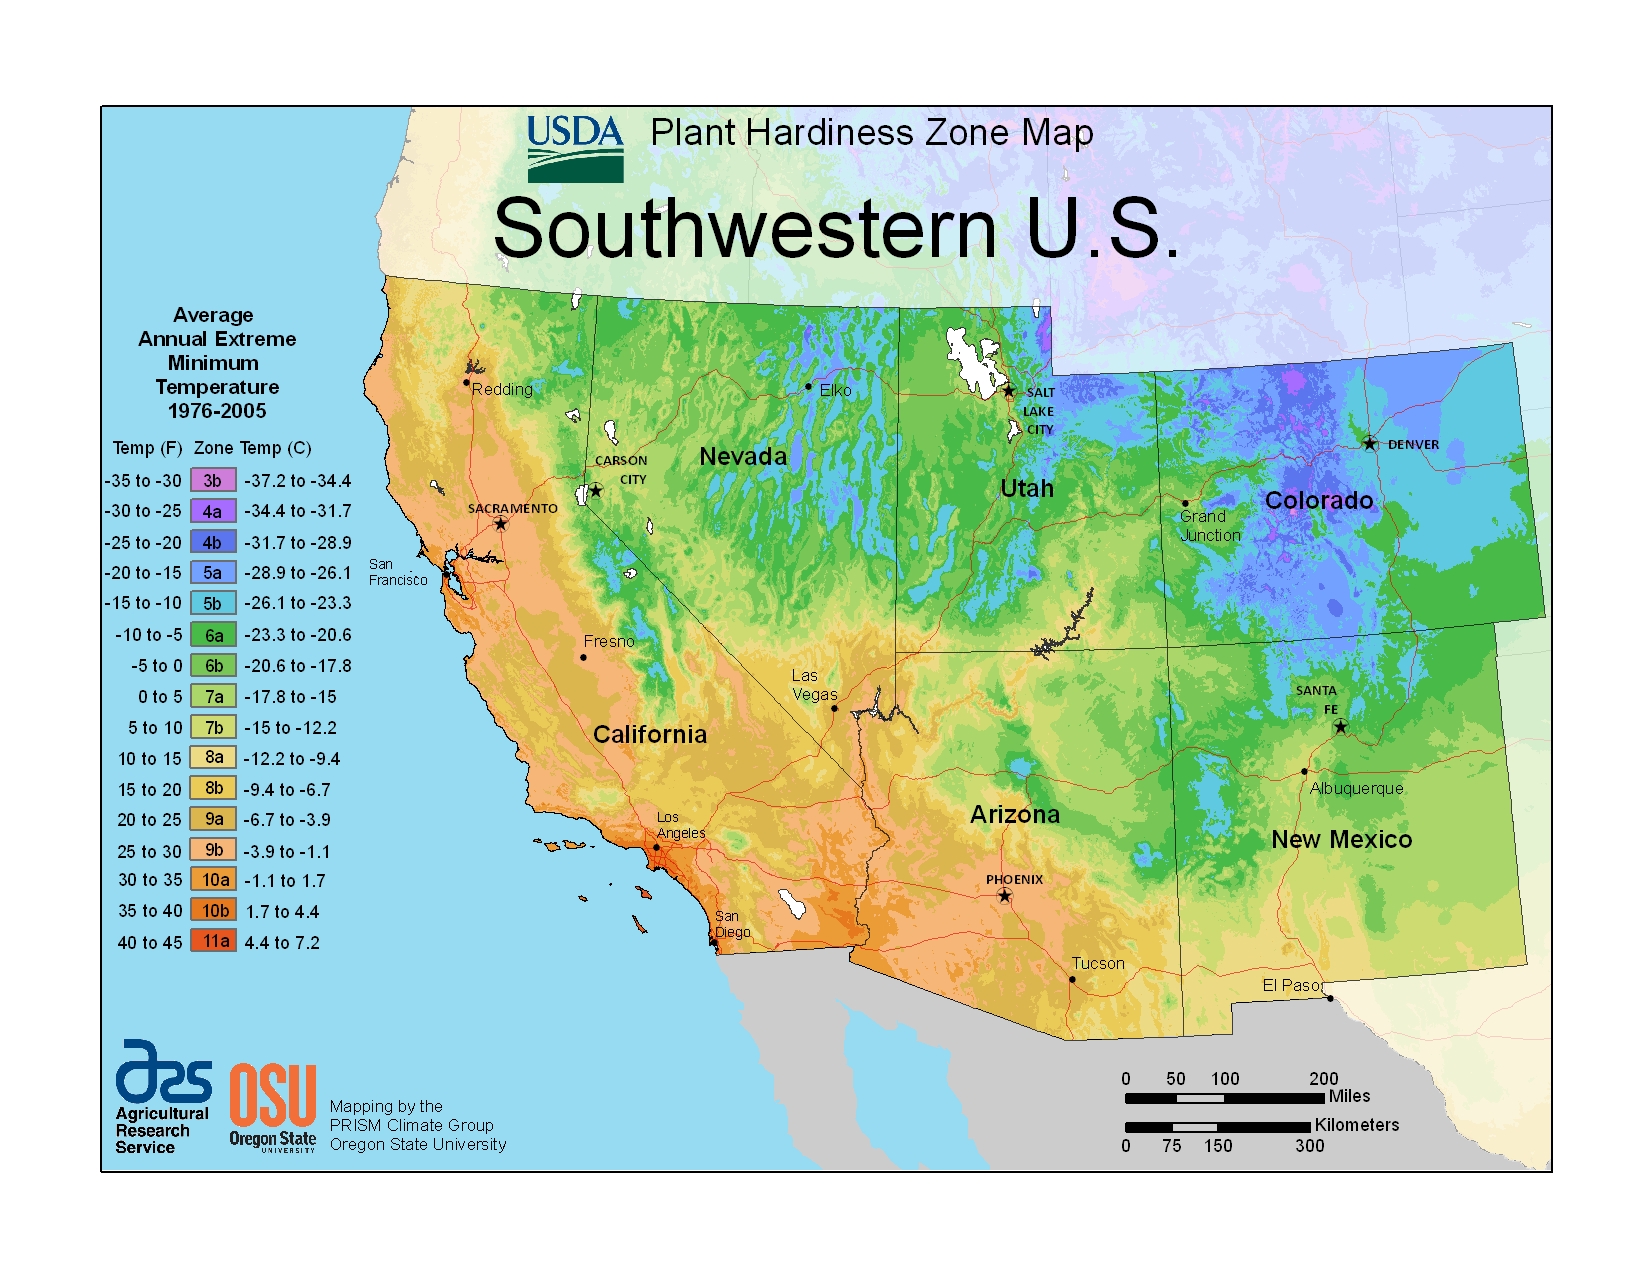 USDA Plant Hardiness Zone Map
Southwestern U.S.
Average
Annual Extreme
Minimum
Temperature
1976-2005
Temp (F) Zone Temp (C)
-35 to -30 3b -37.2 to -34.4
-30 to -25 4a -34.4 to -31.7
-25 to -20 4b -31.7 to -28.9
-20 to -15 5a -28.9 to -26.1
-15 to -10 5b -26.1 to -23.3
-10 to -5 6a -23.3 to -20.6
-5 to 0 6b -20.6 to -17.8
0 to 5 7a -17.8 to -15
5 to 10 7b -15 to -12.2
10 to 15 8a -12.2 to -9.4
15 to 20 8b -9.4 to -6.7
20 to 25 9a -6.7 to -3.9
25 to 30 9b -3.9 to -1.1
30 to 35 10a -1.1 to 1.7
35 to 40 10b 1.7 to 4.4
40 to 45 11a 4.4 to 7.2
Redding
Elko
SALT
LAKE
CITY
DENVER
Nevada
CARSON
CITY
Utah
Colorado
SACRAMENTO
Grand
Junction
San
Francisco
Fresno
Las
Vegas
SANTA
FE
California
Albuquerque
Los
Angeles
Arizona
New Mexico
PHOENIX
San
Diego
Tucson
El Paso
ars
Agricultural
Research
Service
OSU
Oregon State
UNIVERSITY
Mapping by the
PRISM Climate Group
Oregon State University
0 50 100 200
Miles
Kilometers
0 75 150 300